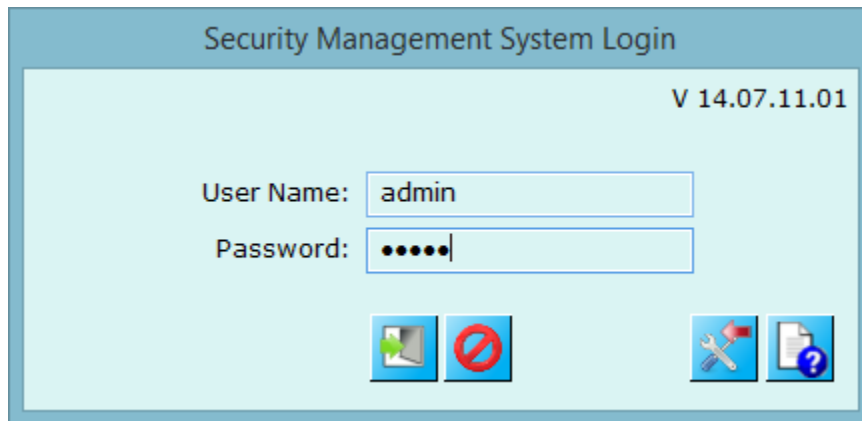 Security Management System Login
V 14.07.11.01
User Name: admin
Password: •••••